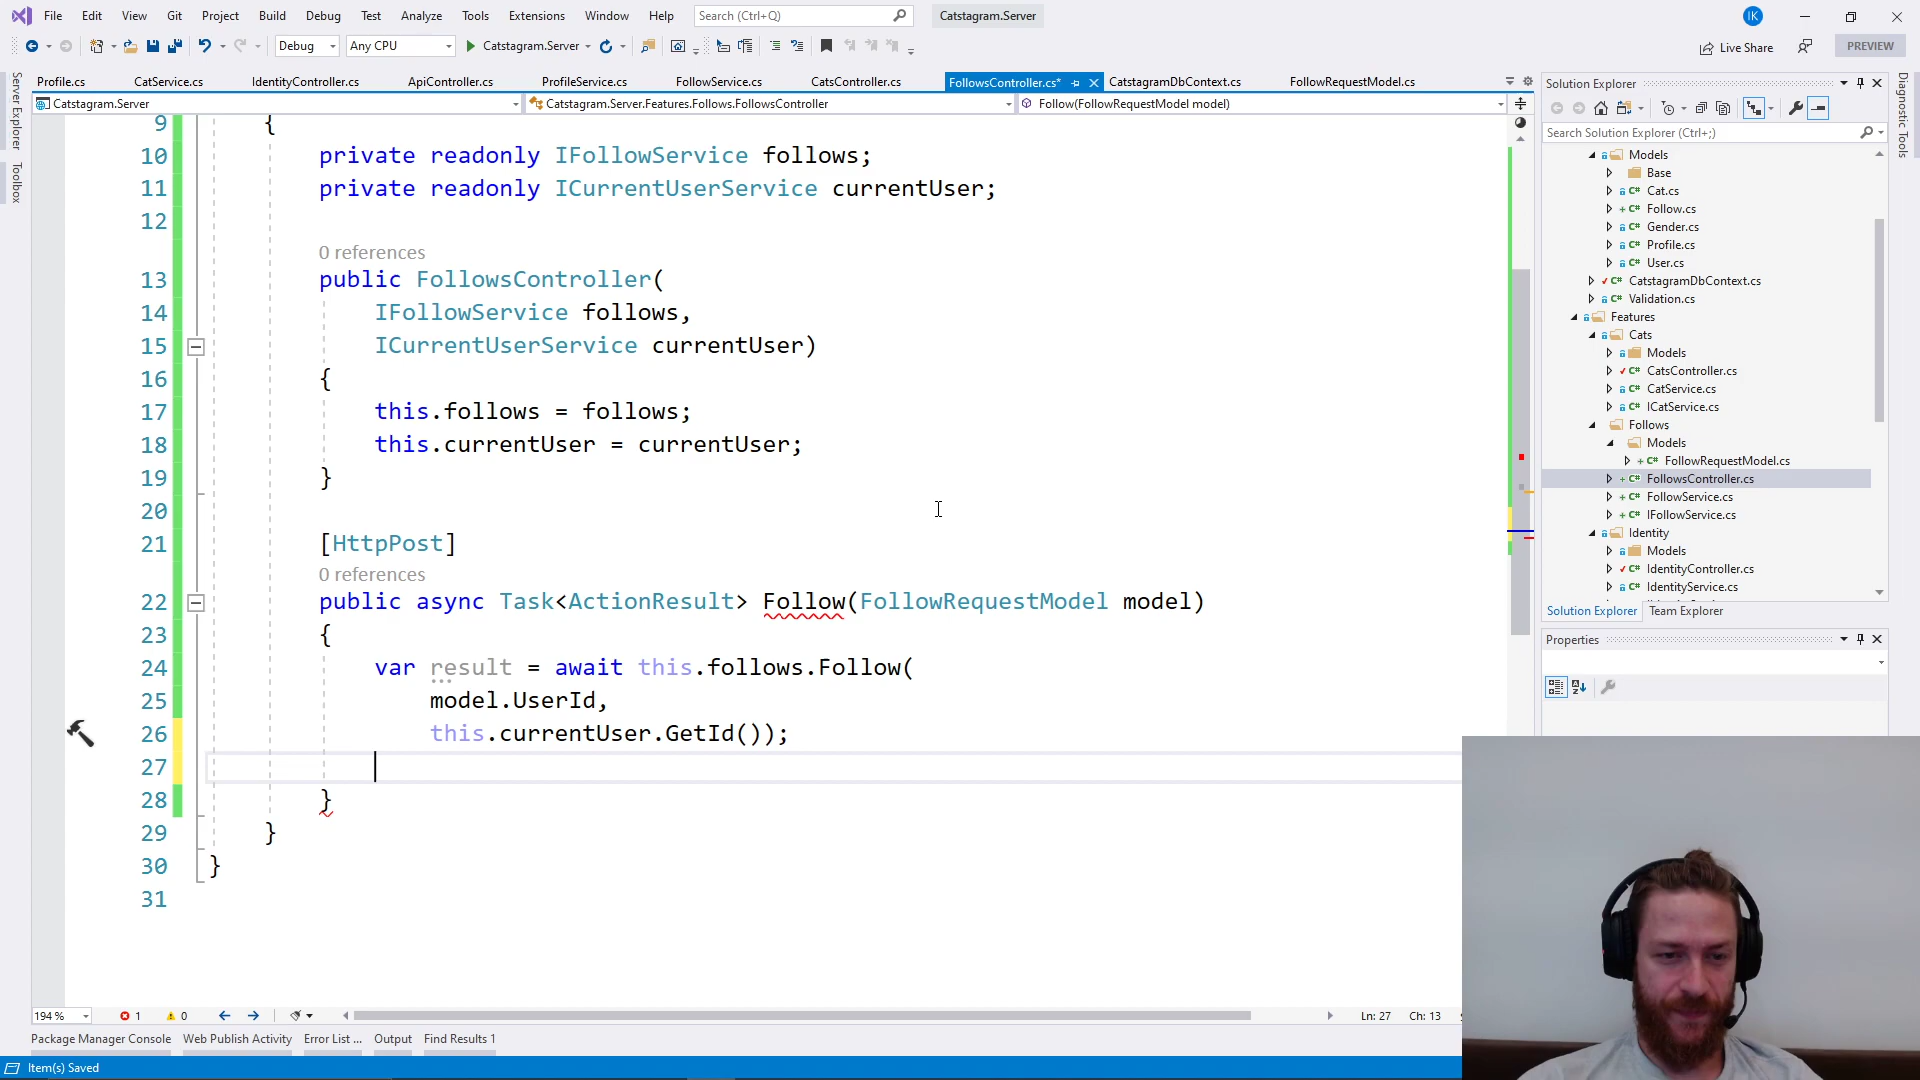 File Edit View Git Project Build Debug Test Analyze Tools Extensions Window Help Search (Ctrl+Q) Catstagram.Server IK
Debug Any CPU Catstagram.Server Live Share PREVIEW
Profile.cs CatService.cs IdentityController.cs ApiController.cs ProfileService.cs FollowService.cs CatsController.cs FollowsController.cs* CatstagramDbContext.cs FollowRequestModel.cs
Catstagram.Server Catstagram.Server.Features.Follows.FollowsController Follow(FollowRequestModel model)
Server Explorer
Toolbox
9 {
10 private readonly IFollowService follows;
11 private readonly ICurrentUserService currentUser;
12
0 references
13 public FollowsController(
14 IFollowService follows,
15 ICurrentUserService currentUser)
16 {
17 this.follows = follows;
18 this.currentUser = currentUser;
19 }
20
21 [HttpPost]
0 references
22 public async Task<ActionResult> Follow(FollowRequestModel model)
23 {
24 var result = await this.follows.Follow(
25 model.UserId,
26 this.currentUser.GetId());
27
28 }
29 }
30 }
31
194 % 1 0 Ln: 27 Ch: 13
Package Manager Console Web Publish Activity Error List ... Output Find Results 1
Item(s) Saved
Solution Explorer
Search Solution Explorer (Ctrl+;)
Models
Base
C# Cat.cs
C# Follow.cs
C# Gender.cs
C# Profile.cs
C# User.cs
C# CatstagramDbContext.cs
C# Validation.cs
Features
Cats
Models
C# CatsController.cs
C# CatService.cs
C# ICatService.cs
Follows
Models
C# FollowRequestModel.cs
C# FollowsController.cs
C# FollowService.cs
C# IFollowService.cs
Identity
Models
C# IdentityController.cs
C# IdentityService.cs
Solution Explorer Team Explorer
Properties
Diagnostic Tools